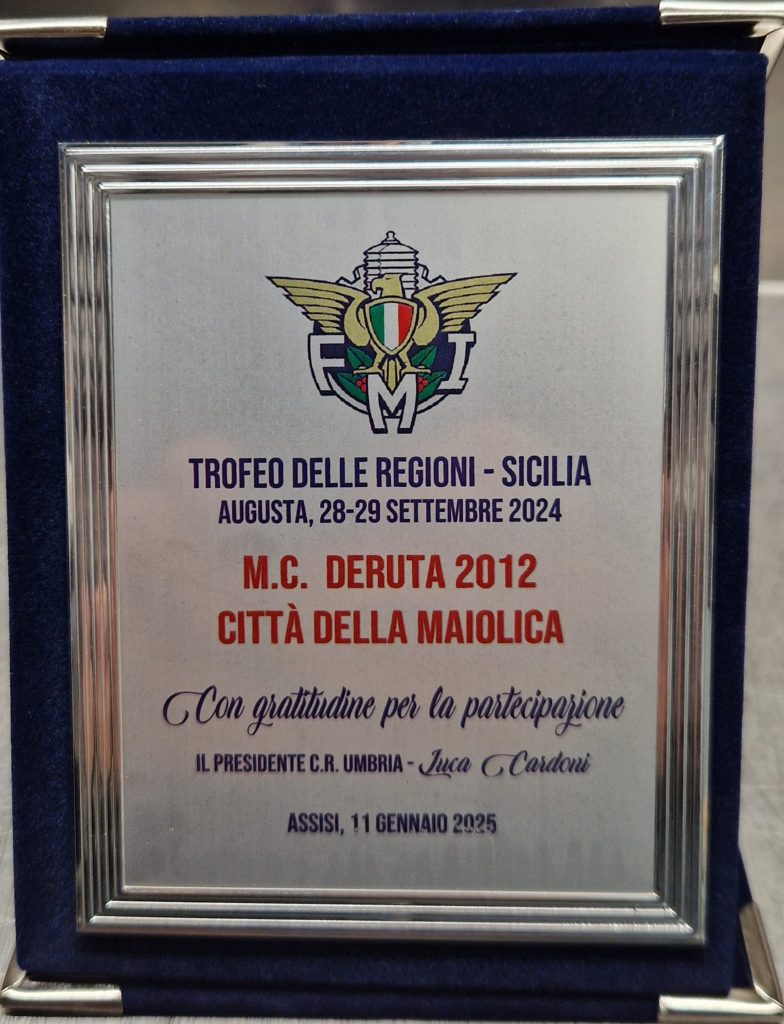 F M I
TROFEO DELLE REGIONI - SICILIA
AUGUSTA, 28-29 SETTEMBRE 2024
M.C. DERUTA 2012
CITTÀ DELLA MAIOLICA
Con gratitudine per la partecipazione
IL PRESIDENTE C.R. UMBRIA - Luca Cardoni
ASSISI, 11 GENNAIO 2025